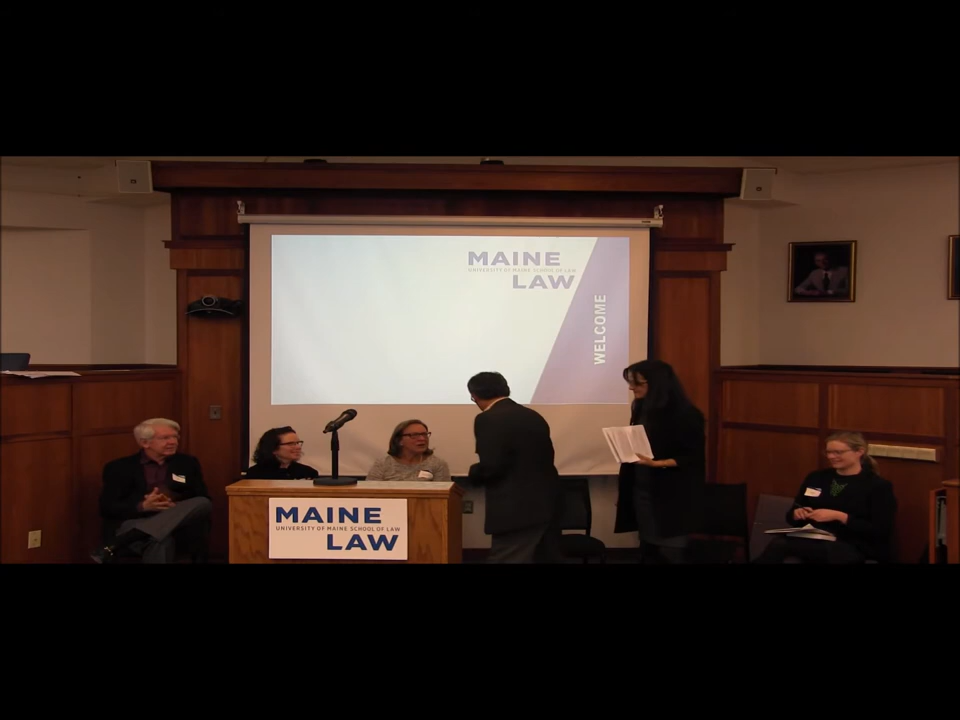 MAINE
UNIVERSITY OF MAINE SCHOOL OF LAW
LAW
WELCOME
MAINE
UNIVERSITY OF MAINE SCHOOL OF LAW
LAW